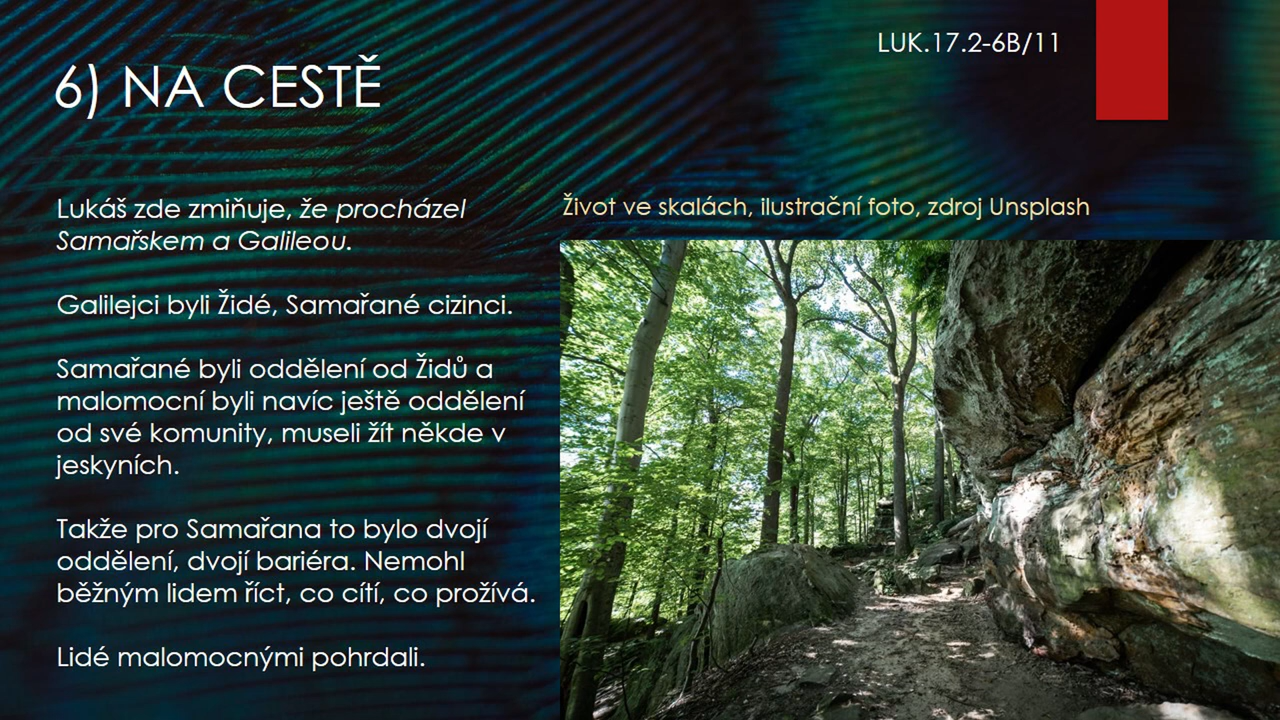 LUK.17.2-6B/11
6) NA CESTĚ
Lukáš zde zmiňuje, že procházel
Samařskem a Galileou.
Galilejci byli Židé, Samařané cizinci.
Samařané byli oddělení od Židů a
malomocní byli navíc ještě oddělení
od své komunity, museli žít někde v
jeskyních.
Takže pro Samařana to bylo dvojí
oddělení, dvojí bariéra. Nemohl
běžným lidem říct, co cítí, co prožívá.
Lidé malomocnými pohrdali.
Život ve skalách, ilustrační foto, zdroj Unsplash